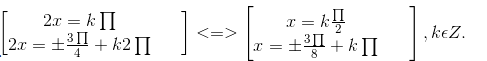 [2x = k∏ <=> [x = k∏/2 , kϵZ.
2x = ±3∏/4 + k2∏] x = ±3∏/8 + k∏]